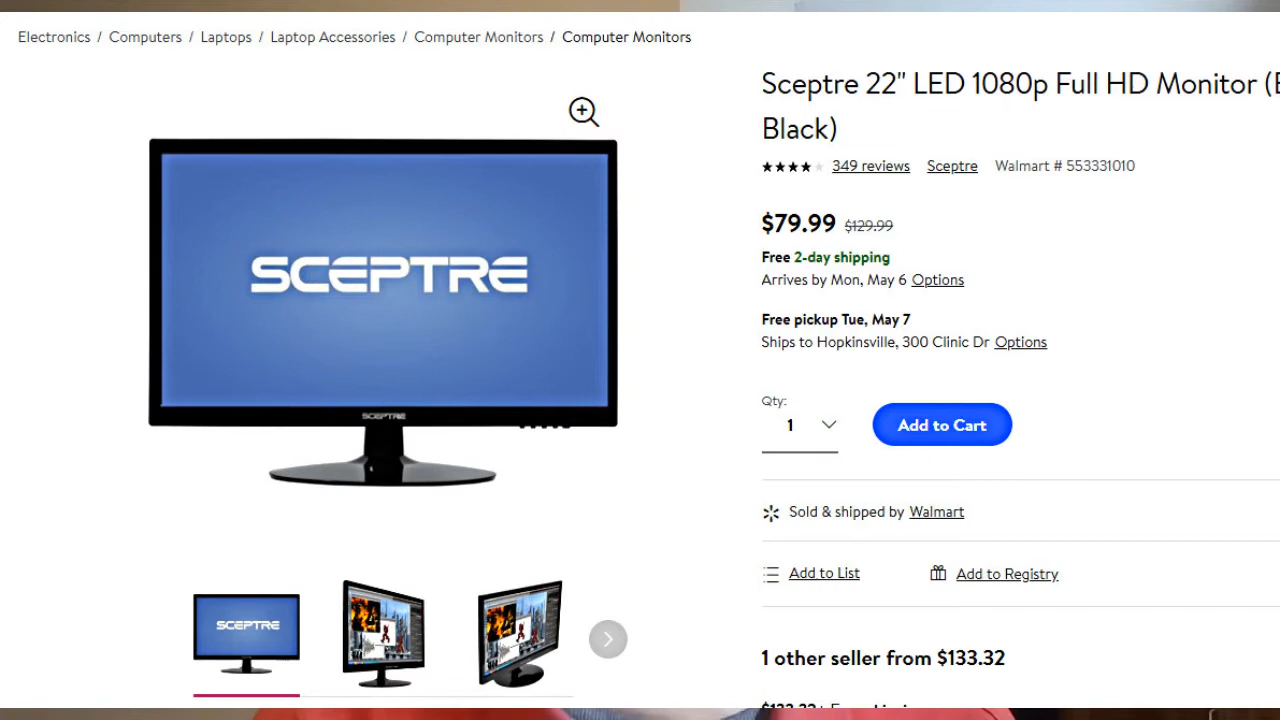 Electronics / Computers / Laptops / Laptop Accessories / Computer Monitors / Computer Monitors
Sceptre 22" LED 1080p Full HD Monitor (
Black)
349 reviews Sceptre Walmart # 553331010
$79.99 $129.99
Free 2-day shipping
Arrives by Mon, May 6 Options
Free pickup Tue, May 7
Ships to Hopkinsville, 300 Clinic Dr Options
Qty:
1 Add to Cart
Sold & shipped by Walmart
Add to List Add to Registry
1 other seller from $133.32
SCEPTRE
SCEPTRE
SCEPTRE